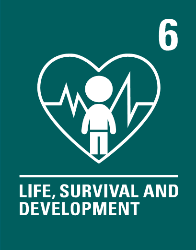 6
LIFE, SURVIVAL AND
DEVELOPMENT